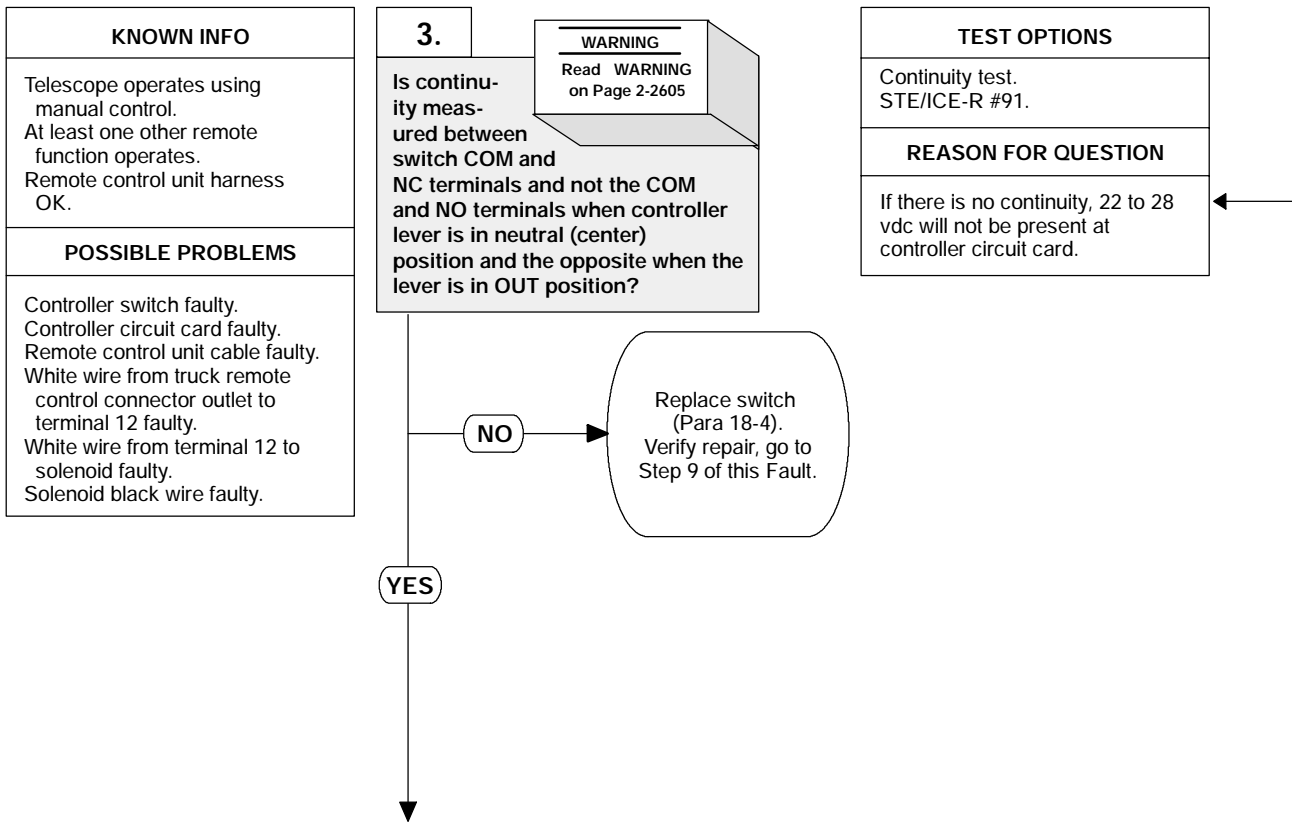 KNOWN INFO
Telescope operates using
manual control.
At least one other remote
function operates.
Remote control unit harness
OK.
POSSIBLE PROBLEMS
Controller switch faulty.
Controller circuit card faulty.
Remote control unit cable faulty.
White wire from truck remote
control connector outlet to
terminal 12 faulty.
White wire from terminal 12 to
solenoid faulty.
Solenoid black wire faulty.
3.
WARNING
Read WARNING
on Page 2-2605
Is continu-
ity meas-
ured between
switch COM and
NC terminals and not the COM
and NO terminals when controller
lever is in neutral (center)
position and the opposite when the
lever is in OUT position?
NO
Replace switch
(Para 18-4).
Verify repair, go to
Step 9 of this Fault.
YES
TEST OPTIONS
Continuity test.
STE/ICE-R #91.
REASON FOR QUESTION
If there is no continuity, 22 to 28
vdc will not be present at
controller circuit card.